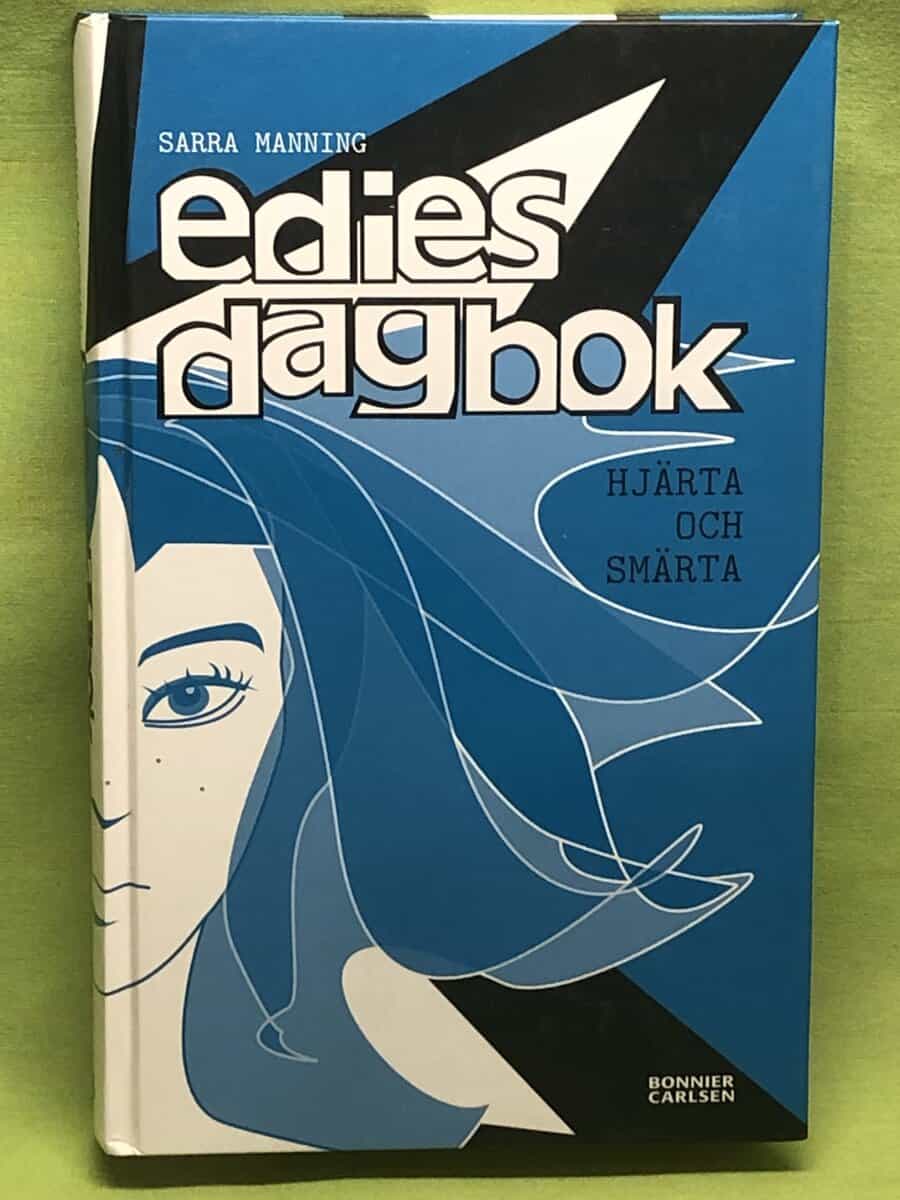 SARRA MANNING
edies
dagbok
HJÄRTA
OCH
SMÄRTA
BONNIER
CARLSEN